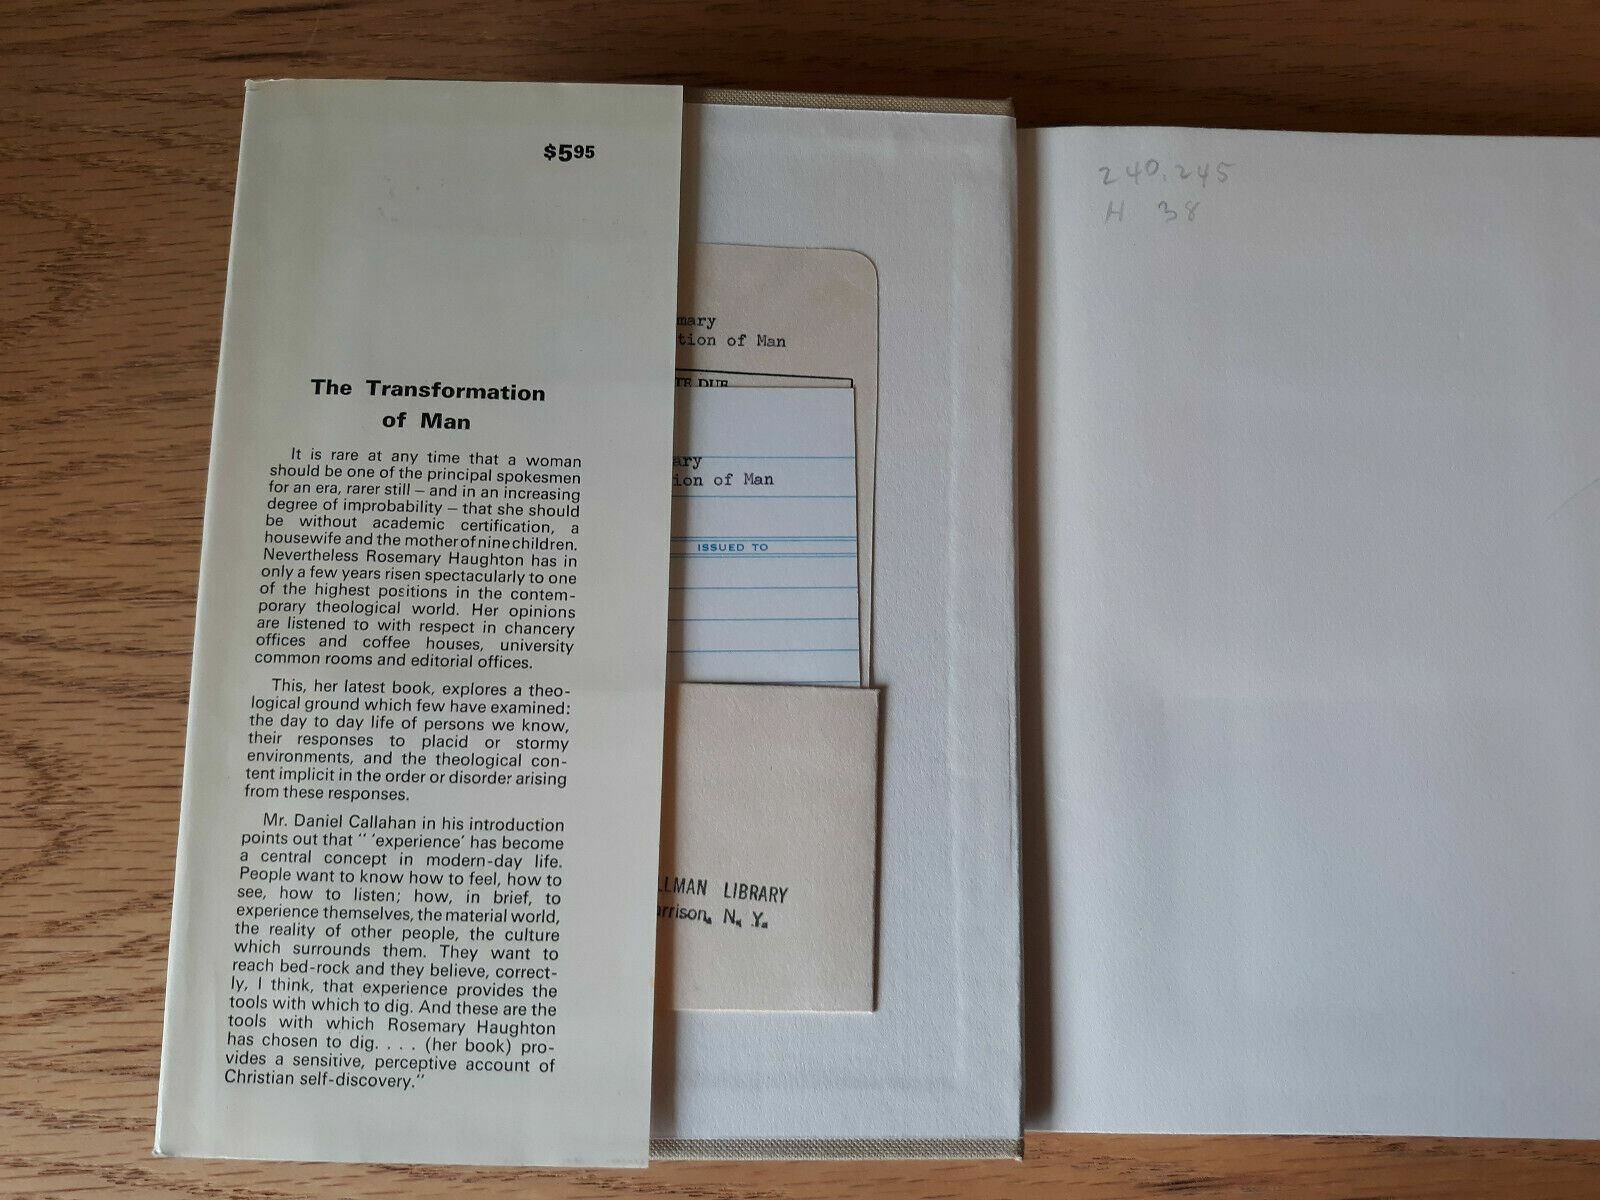 $5.95
The Transformation
of Man
It is rare at any time that a woman
should be one of the principal spokesmen
for an era, rarer still – and in an increasing
degree of improbability – that she should
be without academic certification, a
housewife and the mother of nine children.
Nevertheless Rosemary Haughton has in
only a few years risen spectacularly to one
of the highest positions in the contem-
porary theological world. Her opinions
are listened to with respect in chancery
offices and coffee houses, university
common rooms and editorial offices.
This, her latest book, explores a theo-
logical ground which few have examined:
the day to day life of persons we know,
their responses to placid or stormy
environments, and the theological con-
tent implicit in the order or disorder arising
from these responses.
Mr. Daniel Callahan in his introduction
points out that " 'experience' has become
a central concept in modern-day life.
People want to know how to feel, how to
see, how to listen; how, in brief, to
experience themselves, the material world,
the reality of other people, the culture
which surrounds them. They want to
reach bed-rock and they believe, correct-
ly, I think, that experience provides the
tools with which to dig. And these are the
tools with which Rosemary Haughton
has chosen to dig. . . . (her book) pro-
vides a sensitive, perceptive account of
Christian self-discovery."
mary
tion of Man
TE DUE
ary
ion of Man
ISSUED TO
LLMAN LIBRARY
rrison, N. Y.
240.245
H 38